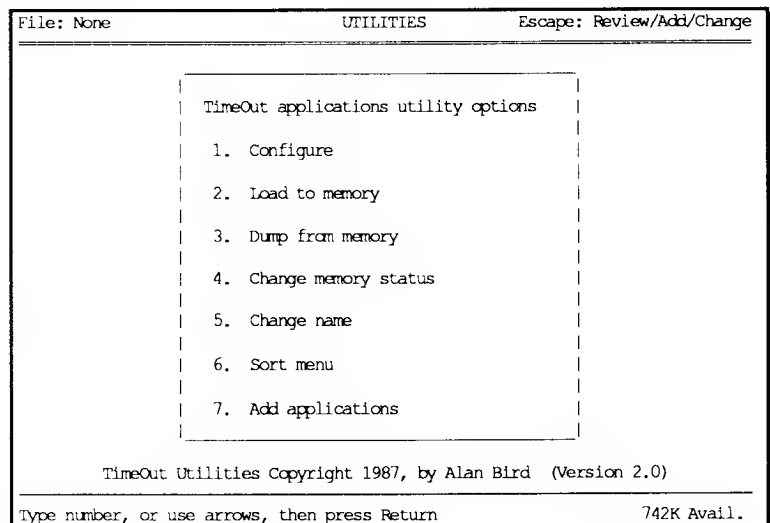 File: None UTILITIES Escape: Review/Add/Change
TimeOut applications utility options
1. Configure
2. Load to memory
3. Dump from memory
4. Change memory status
5. Change name
6. Sort menu
7. Add applications
TimeOut Utilities Copyright 1987, by Alan Bird (Version 2.0)
Type number, or use arrows, then press Return 742K Avail.